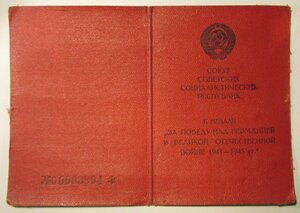 СОЮЗ
СОВЕТСКИХ
СОЦИАЛИСТИЧЕСКИХ
РЕСПУБЛИК
К МЕДАЛИ
„ЗА ПОБЕДУ НАД ГЕРМАНИЕЙ
В ВЕЛИКОЙ ОТЕЧЕСТВЕННОЙ
ВОЙНЕ 1941–1945 гг."